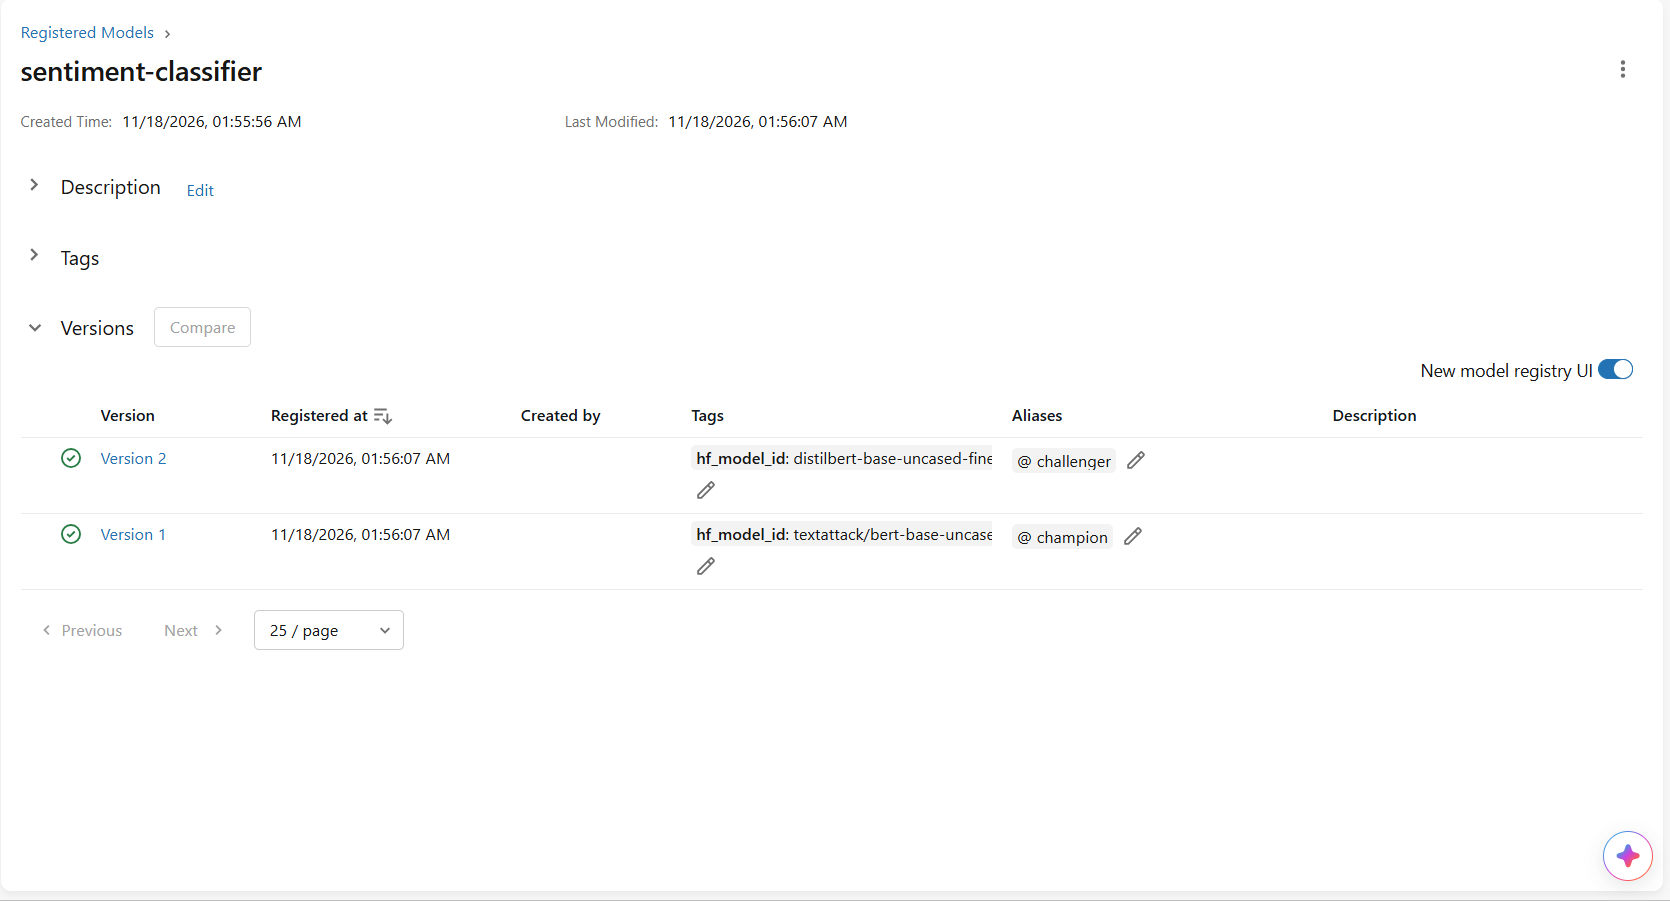 Registered Models
sentiment-classifier
Created Time: 11/18/2026, 01:55:56 AM Last Modified: 11/18/2026, 01:56:07 AM
Description Edit
Tags
Versions Compare
New model registry UI
Version Registered at Created by Tags Aliases Description
Version 2 11/18/2026, 01:56:07 AM hf_model_id: distilbert-base-uncased-fine @ challenger
Version 1 11/18/2026, 01:56:07 AM hf_model_id: textattack/bert-base-uncase @ champion
Previous Next 25 / page